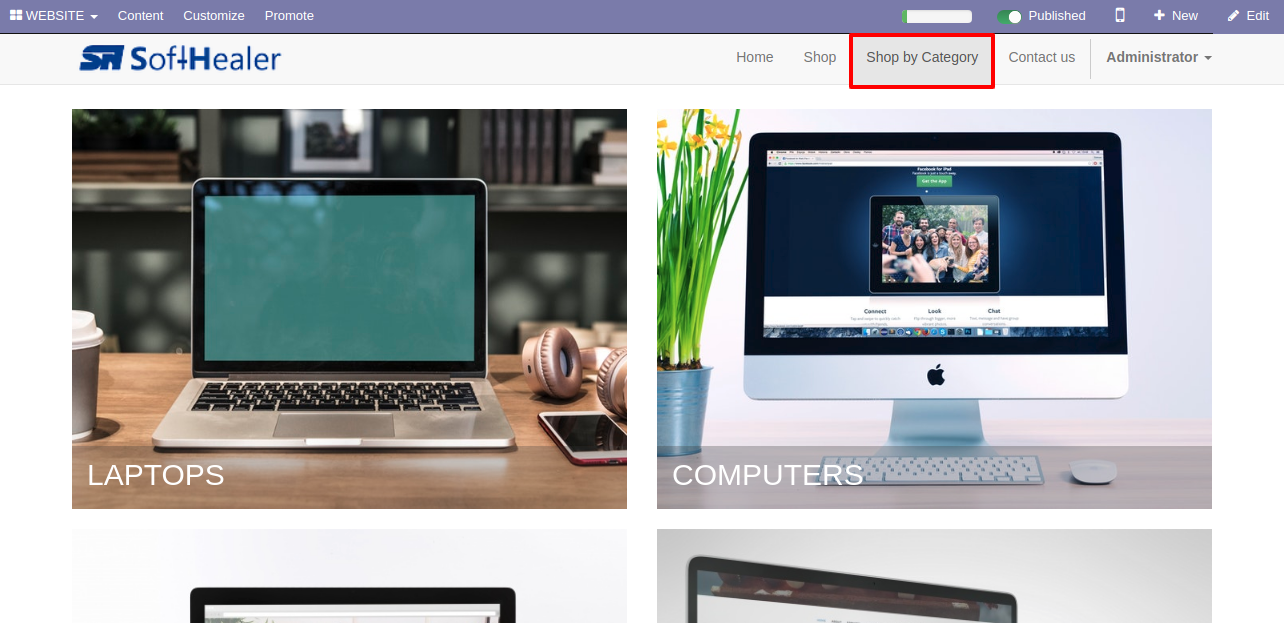 WEBSITE Content Customize Promote Published New Edit
SoftHealer Home Shop Shop by Category Contact us Administrator
Facebook for iPad
Get the App
Connect Look Chat
LAPTOPS COMPUTERS